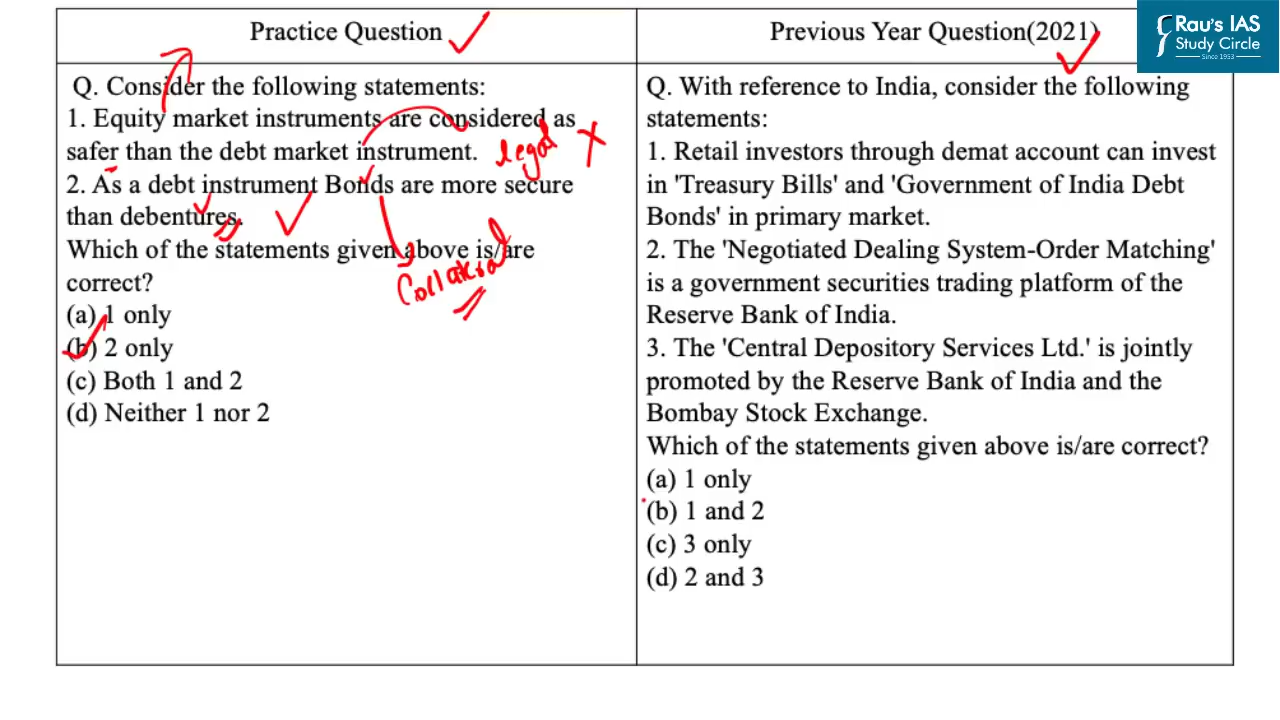 Practice Question
Q. Consider the following statements:
1. Equity market instruments are considered as
safer than the debt market instrument. legal
2. As a debt instrument Bonds are more secure
than debentures.
Which of the statements given above is/are
correct?
Collateral
(a) 1 only
(b) 2 only
(c) Both 1 and 2
(d) Neither 1 nor 2
Previous Year Question(2021)
Q. With reference to India, consider the following
statements:
1. Retail investors through demat account can invest
in 'Treasury Bills' and 'Government of India Debt
Bonds' in primary market.
2. The 'Negotiated Dealing System-Order Matching'
is a government securities trading platform of the
Reserve Bank of India.
3. The 'Central Depository Services Ltd.' is jointly
promoted by the Reserve Bank of India and the
Bombay Stock Exchange.
Which of the statements given above is/are correct?
(a) 1 only
(b) 1 and 2
(c) 3 only
(d) 2 and 3
Rau's IAS
Study Circle
Since 1953